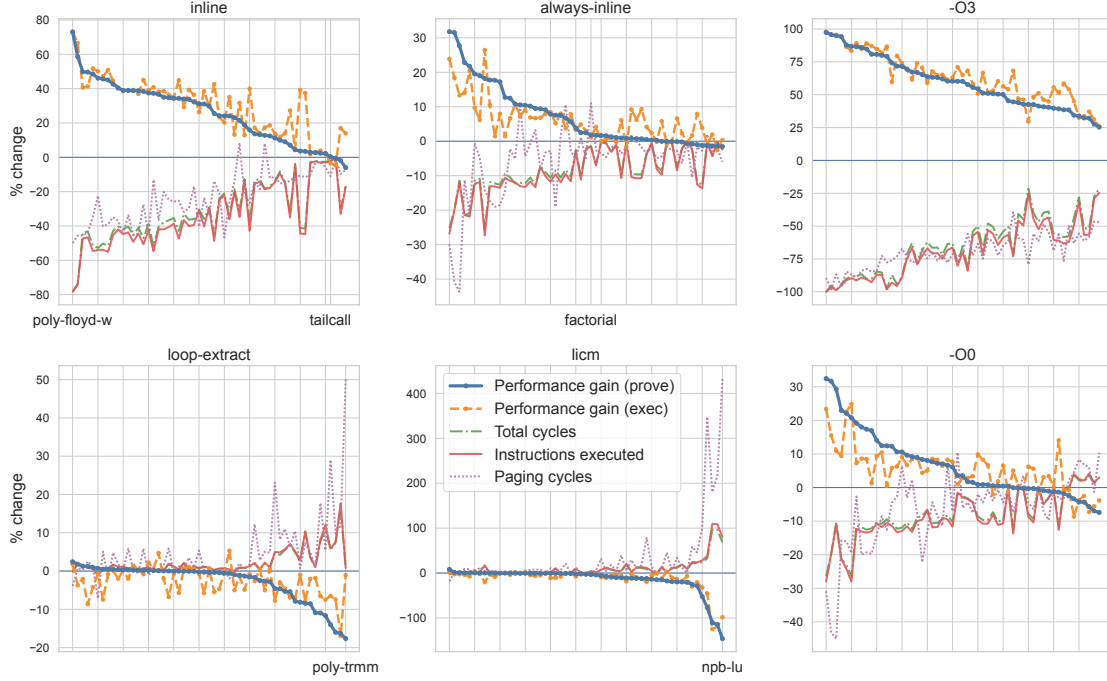 inline
always-inline
-O3
% change
80
60
40
20
0
−20
−40
−60
−80
30
20
10
0
−10
−20
−30
−40
100
75
50
25
0
−25
−50
−75
−100
poly-floyd-w
tailcall
factorial
loop-extract
licm
-O0
% change
50
40
30
20
10
0
−10
−20
400
300
200
100
0
−100
Performance gain (prove)
Performance gain (exec)
Total cycles
Instructions executed
Paging cycles
30
20
10
0
−10
−20
−30
−40
poly-trmm
npb-lu